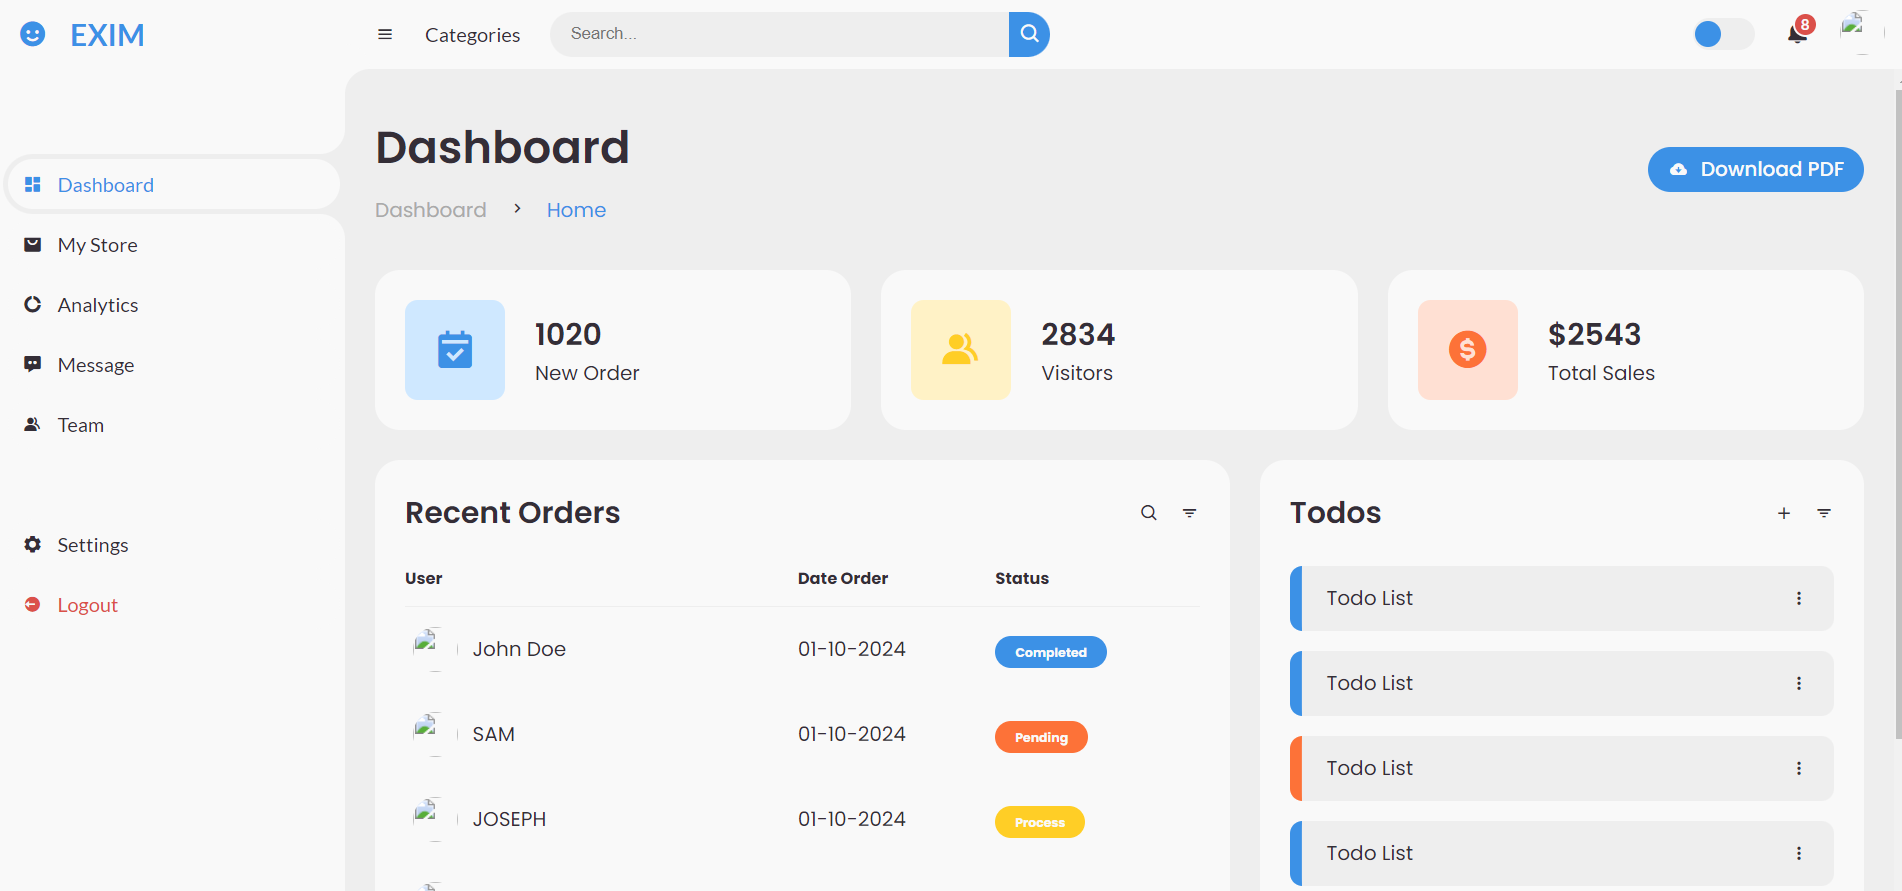 EXIM
Categories
Search...
8
Dashboard
My Store
Analytics
Message
Team
Settings
Logout
Dashboard
Dashboard > Home
Download PDF
1020
New Order
2834
Visitors
$2543
Total Sales
Recent Orders
User Date Order Status
John Doe 01-10-2024 Completed
SAM 01-10-2024 Pending
JOSEPH 01-10-2024 Process
Todos
Todo List
Todo List
Todo List
Todo List